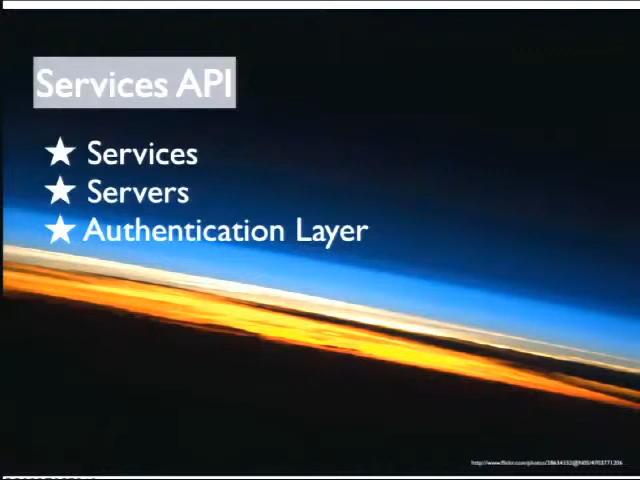 Services API
★ Services
★ Servers
★ Authentication Layer